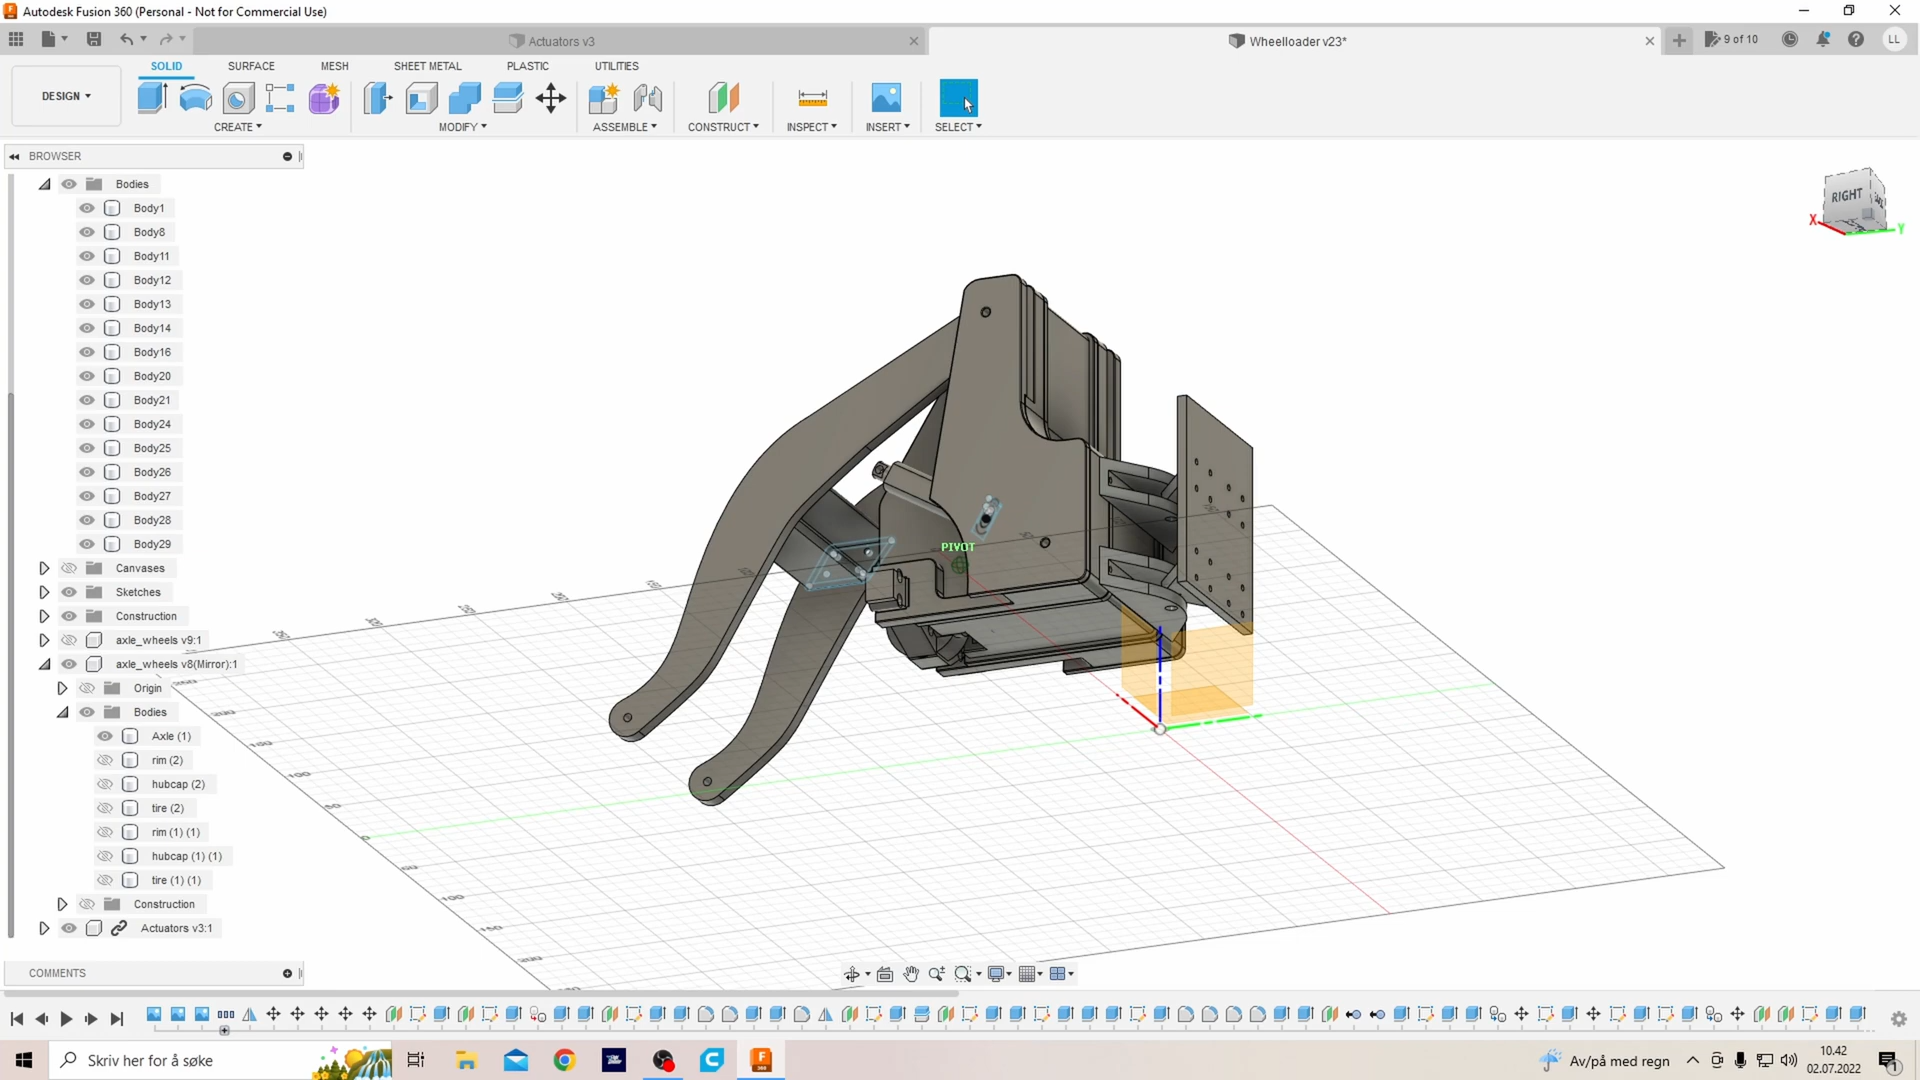 Autodesk Fusion 360 (Personal - Not for Commercial Use)
Actuators v3
Wheelloader v23*
9 of 10
LL
DESIGN
SOLID
SURFACE
MESH
SHEET METAL
PLASTIC
UTILITIES
CREATE
MODIFY
ASSEMBLE
CONSTRUCT
INSPECT
INSERT
SELECT
BROWSER
Bodies
Body1
Body8
Body11
Body12
Body13
Body14
Body16
Body20
Body21
Body24
Body25
Body26
Body27
Body28
Body29
Canvases
Sketches
Construction
axle_wheels v9:1
axle_wheels v8(Mirror):1
Origin
Bodies
Axle (1)
rim (2)
hubcap (2)
tire (2)
rim (1) (1)
hubcap (1) (1)
tire (1) (1)
Construction
Actuators v3:1
RIGHT
X
Y
PIVOT
COMMENTS
Skriv her for å søke
Av/på med regn
10.42
02.07.2022
1